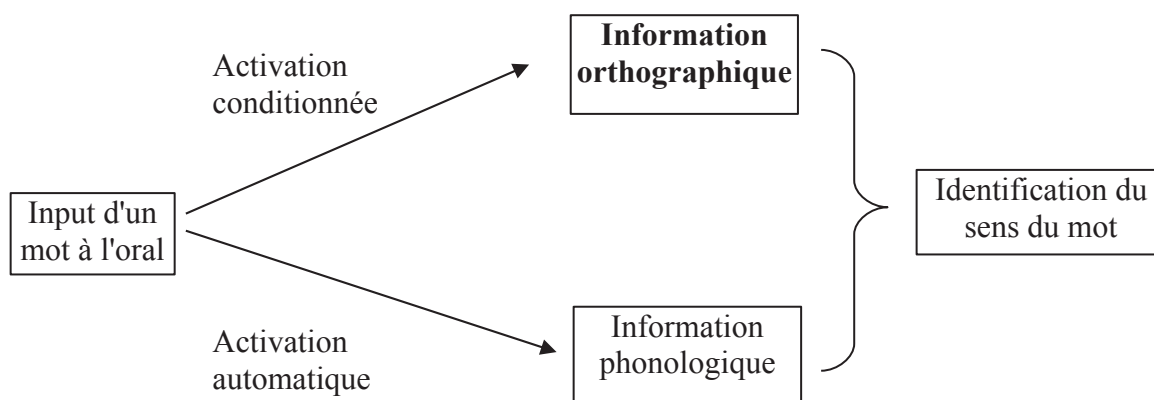 Information
orthographique
Activation
conditionnée
Input d'un
mot à l'oral
Identification du
sens du mot
Information
phonologique
Activation
automatique